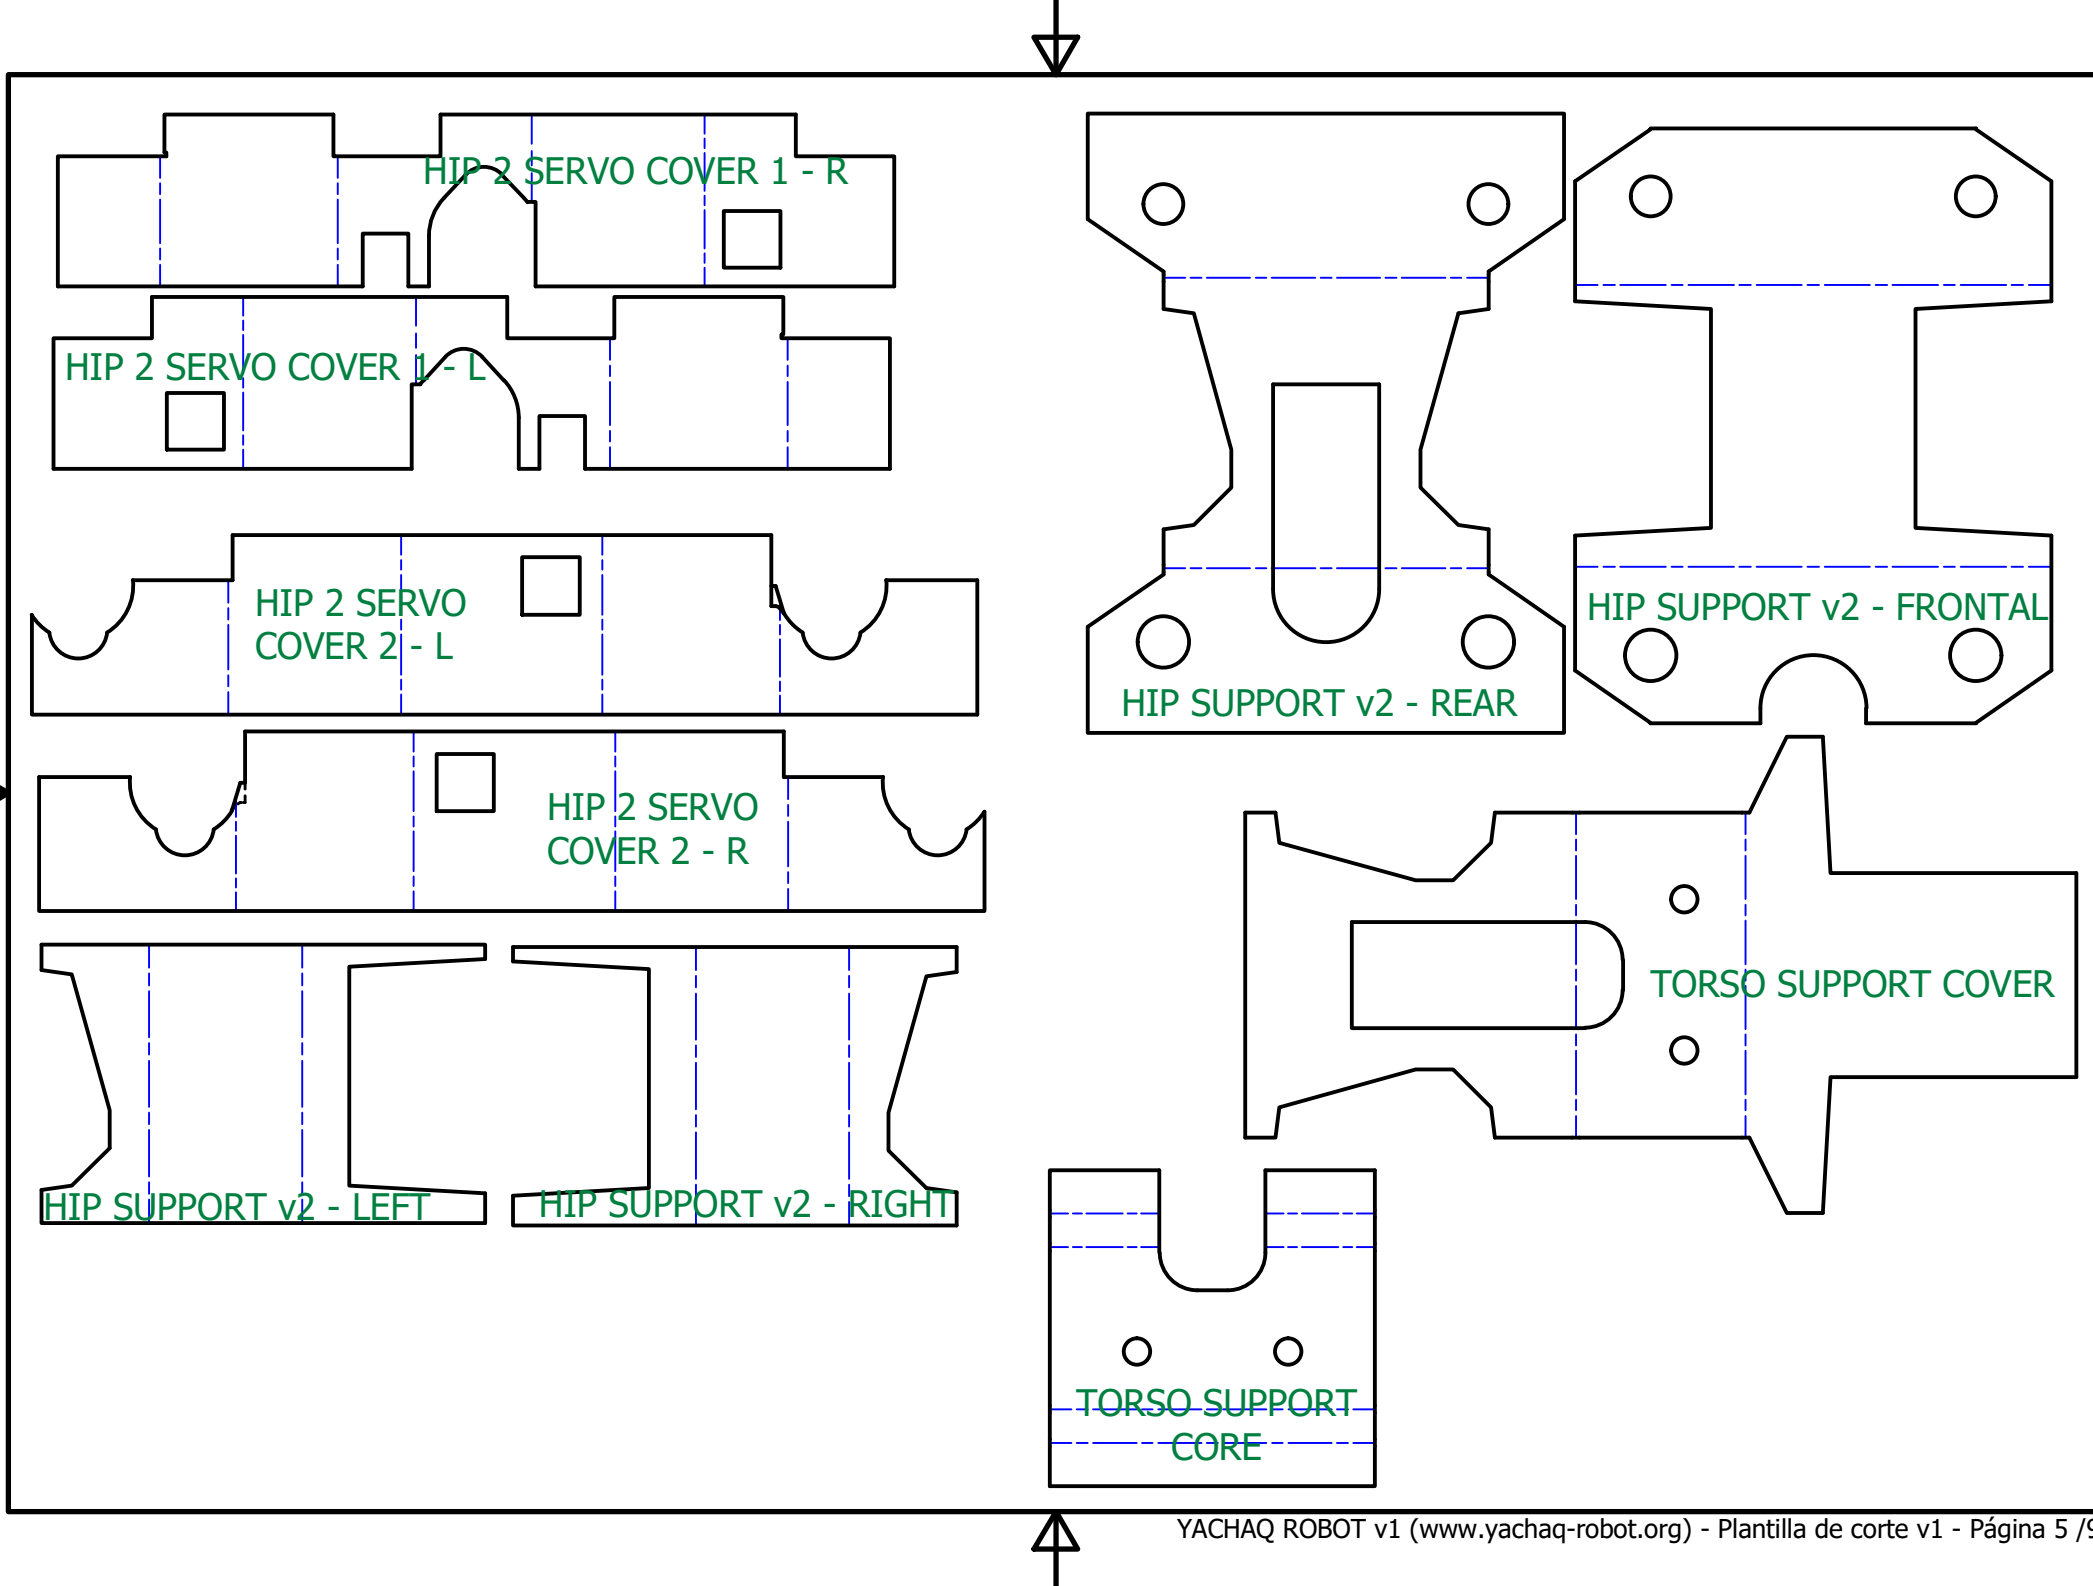 HIP 2 SERVO COVER 1 - R
HIP 2 SERVO COVER 1 - L
HIP 2 SERVO
COVER 2 - L
HIP 2 SERVO
COVER 2 - R
HIP SUPPORT v2 - LEFT
HIP SUPPORT v2 - RIGHT
HIP SUPPORT v2 - REAR
HIP SUPPORT v2 - FRONTAL
TORSO SUPPORT COVER
TORSO SUPPORT
CORE
YACHAQ ROBOT v1 (www.yachaq-robot.org) - Plantilla de corte v1 - Página 5 /9